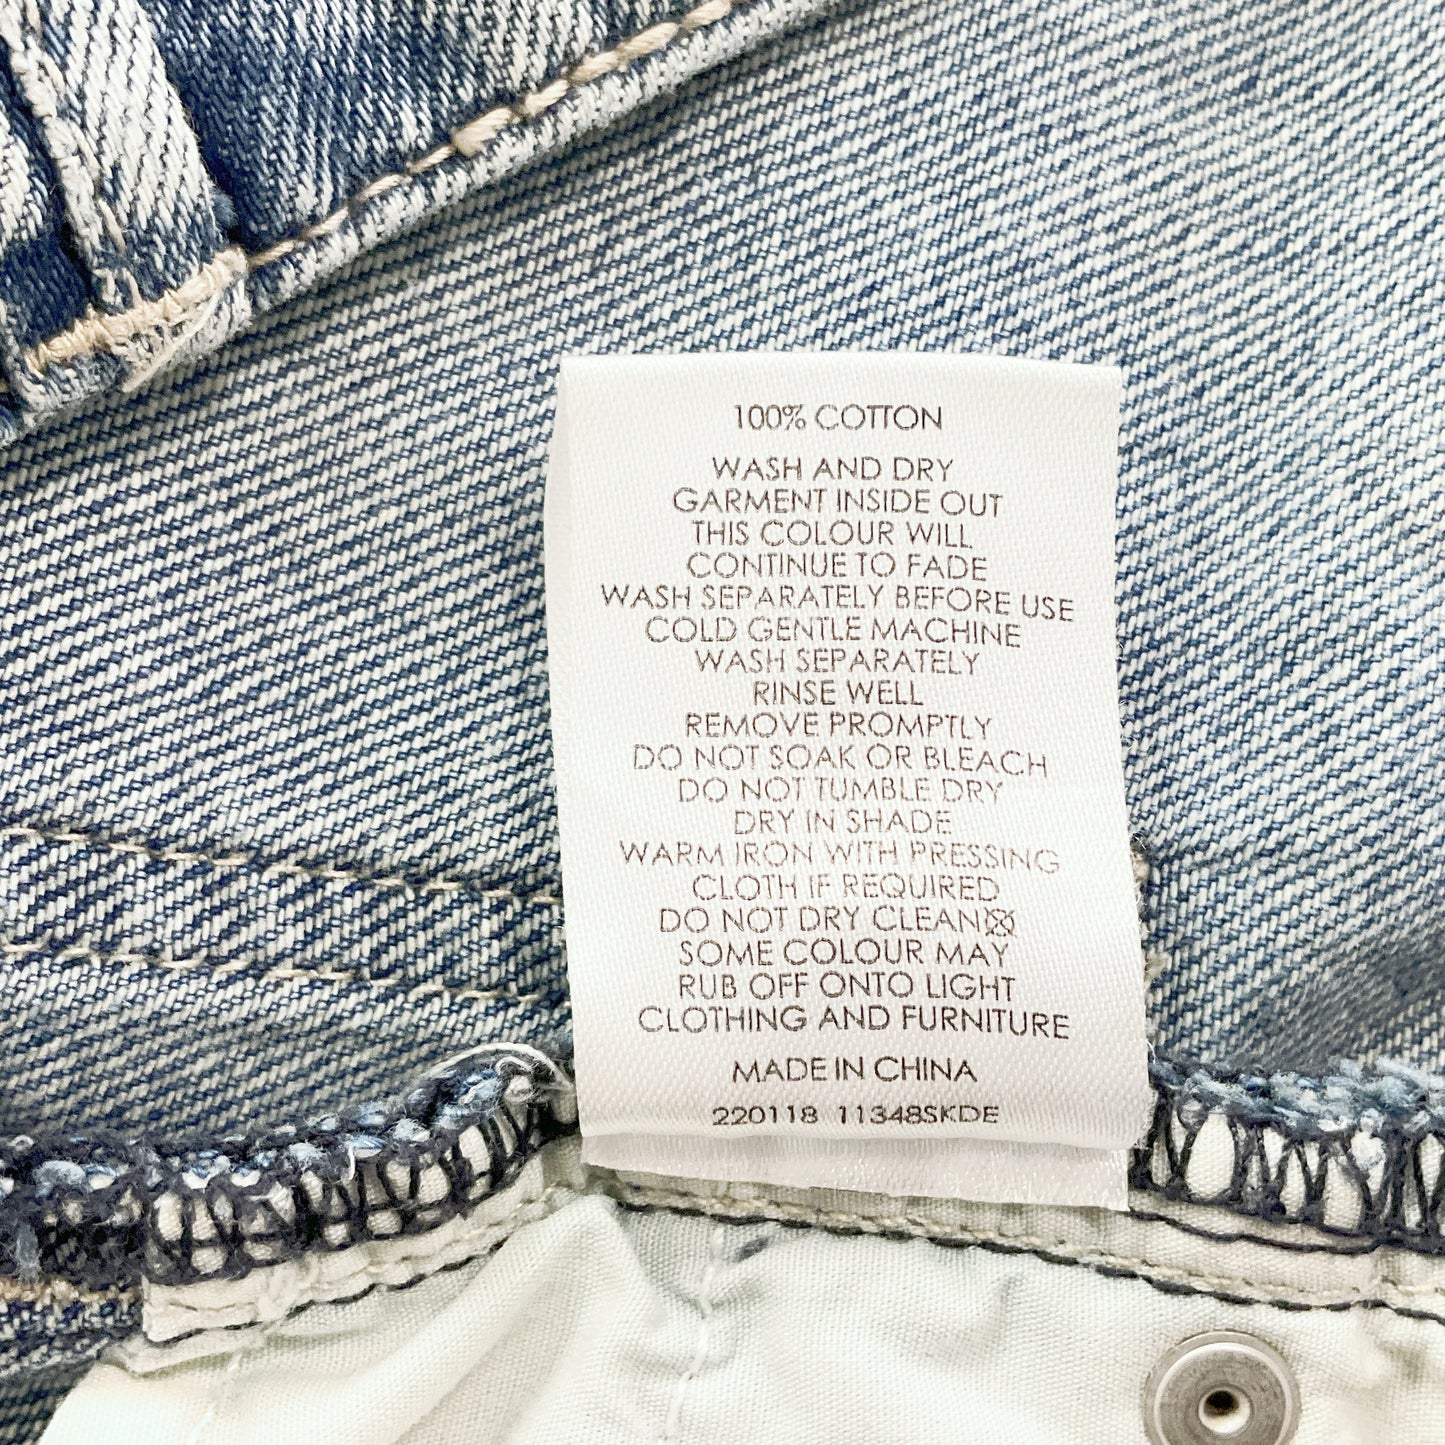 100% COTTON
WASH AND DRY
GARMENT INSIDE OUT
THIS COLOUR WILL
CONTINUE TO FADE
WASH SEPARATELY BEFORE USE
COLD GENTLE MACHINE
WASH SEPARATELY
RINSE WELL
REMOVE PROMPTLY
DO NOT SOAK OR BLEACH
DO NOT TUMBLE DRY
DRY IN SHADE
WARM IRON WITH PRESSING
CLOTH IF REQUIRED
DO NOT DRY CLEAN
SOME COLOUR MAY
RUB OFF ONTO LIGHT
CLOTHING AND FURNITURE
MADE IN CHINA
220118 11348SKDE